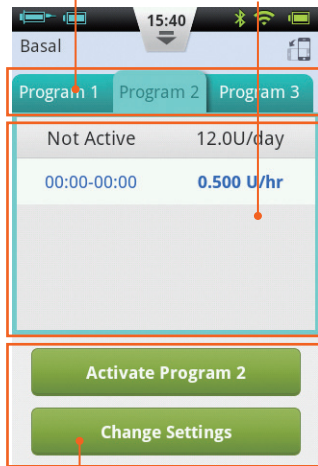 15:40
Basal
Program 1 Program 2 Program 3
Not Active 12.0U/day
00:00-00:00 0.500 U/hr
Activate Program 2
Change Settings